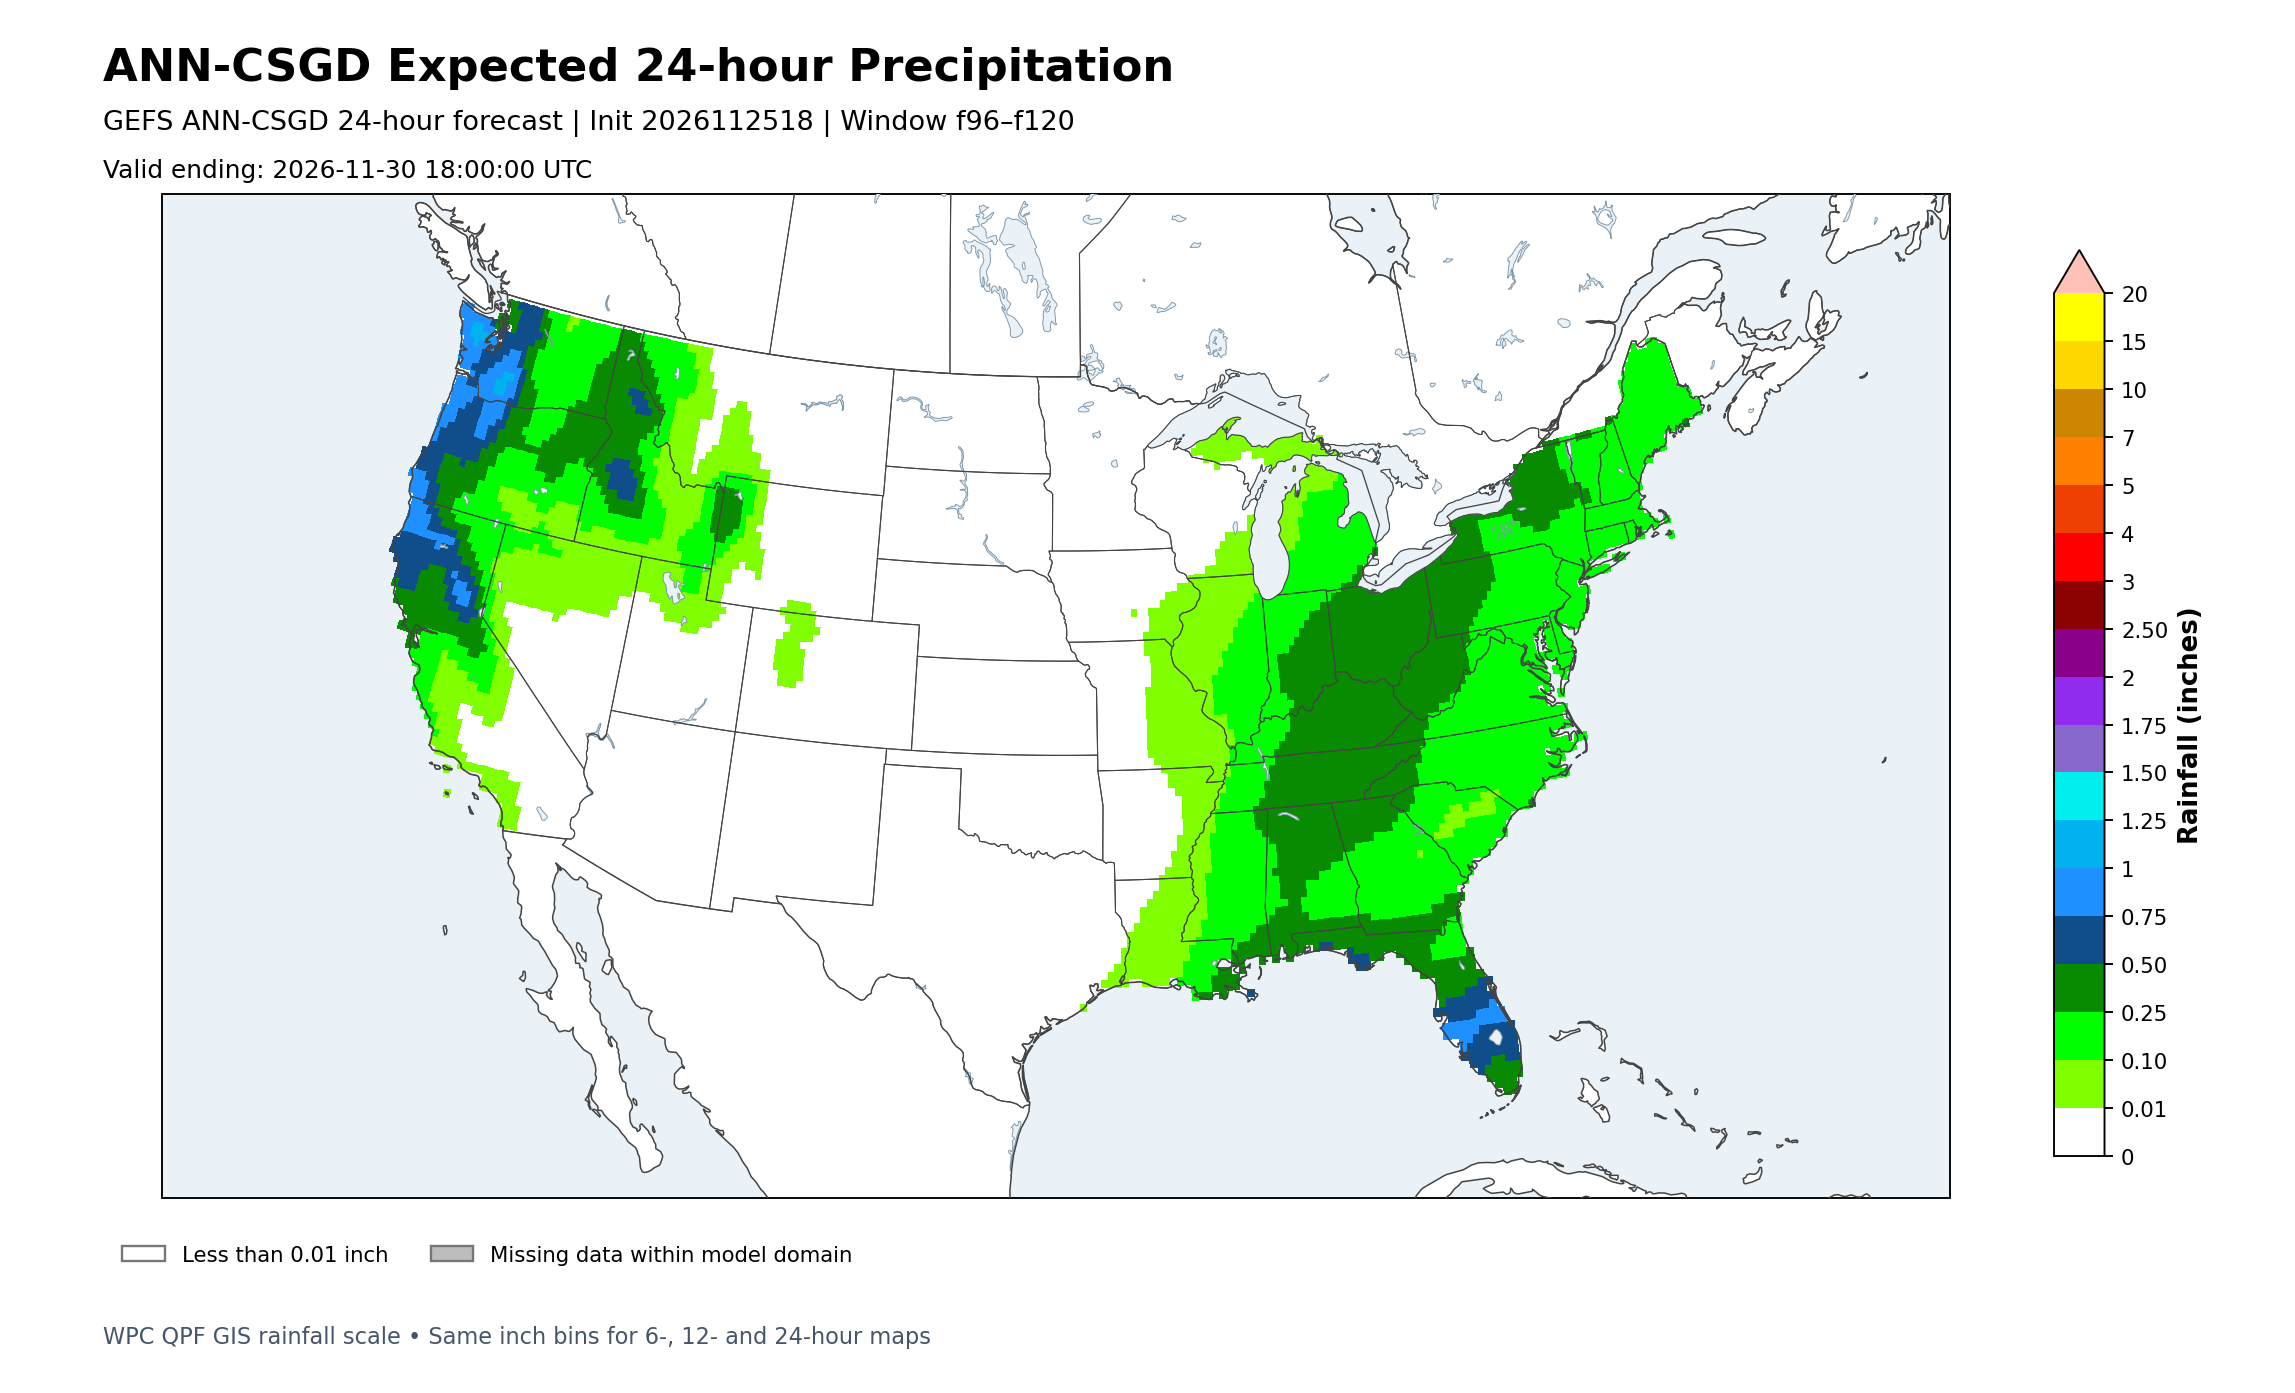 ANN-CSGD Expected 24-hour Precipitation
GEFS ANN-CSGD 24-hour forecast | Init 2026112518 | Window f96–f120
Valid ending: 2026-11-30 18:00:00 UTC
20
15
10
7
5
4
3
2.50
2
1.75
1.50
1.25
1
0.75
0.50
0.25
0.10
0.01
0
Rainfall (inches)
Less than 0.01 inch
Missing data within model domain
WPC QPF GIS rainfall scale • Same inch bins for 6-, 12- and 24-hour maps